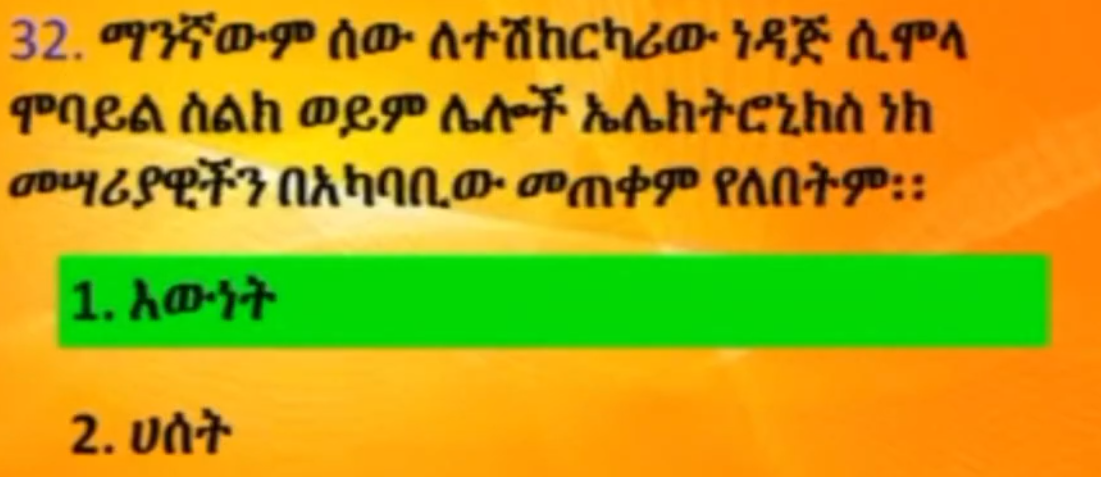 32. ማንኛውም ሰው ለተሽከርካሪው ነዳጅ ሲሞላ
ሞባይል ስልክ ወይም ሌሎች ኤሌክትሮኒክስ ነክ
መሣሪያዊችን በአካባቢው መጠቀም የለበትም፡፡
1. እውነት
2. ሀሰት